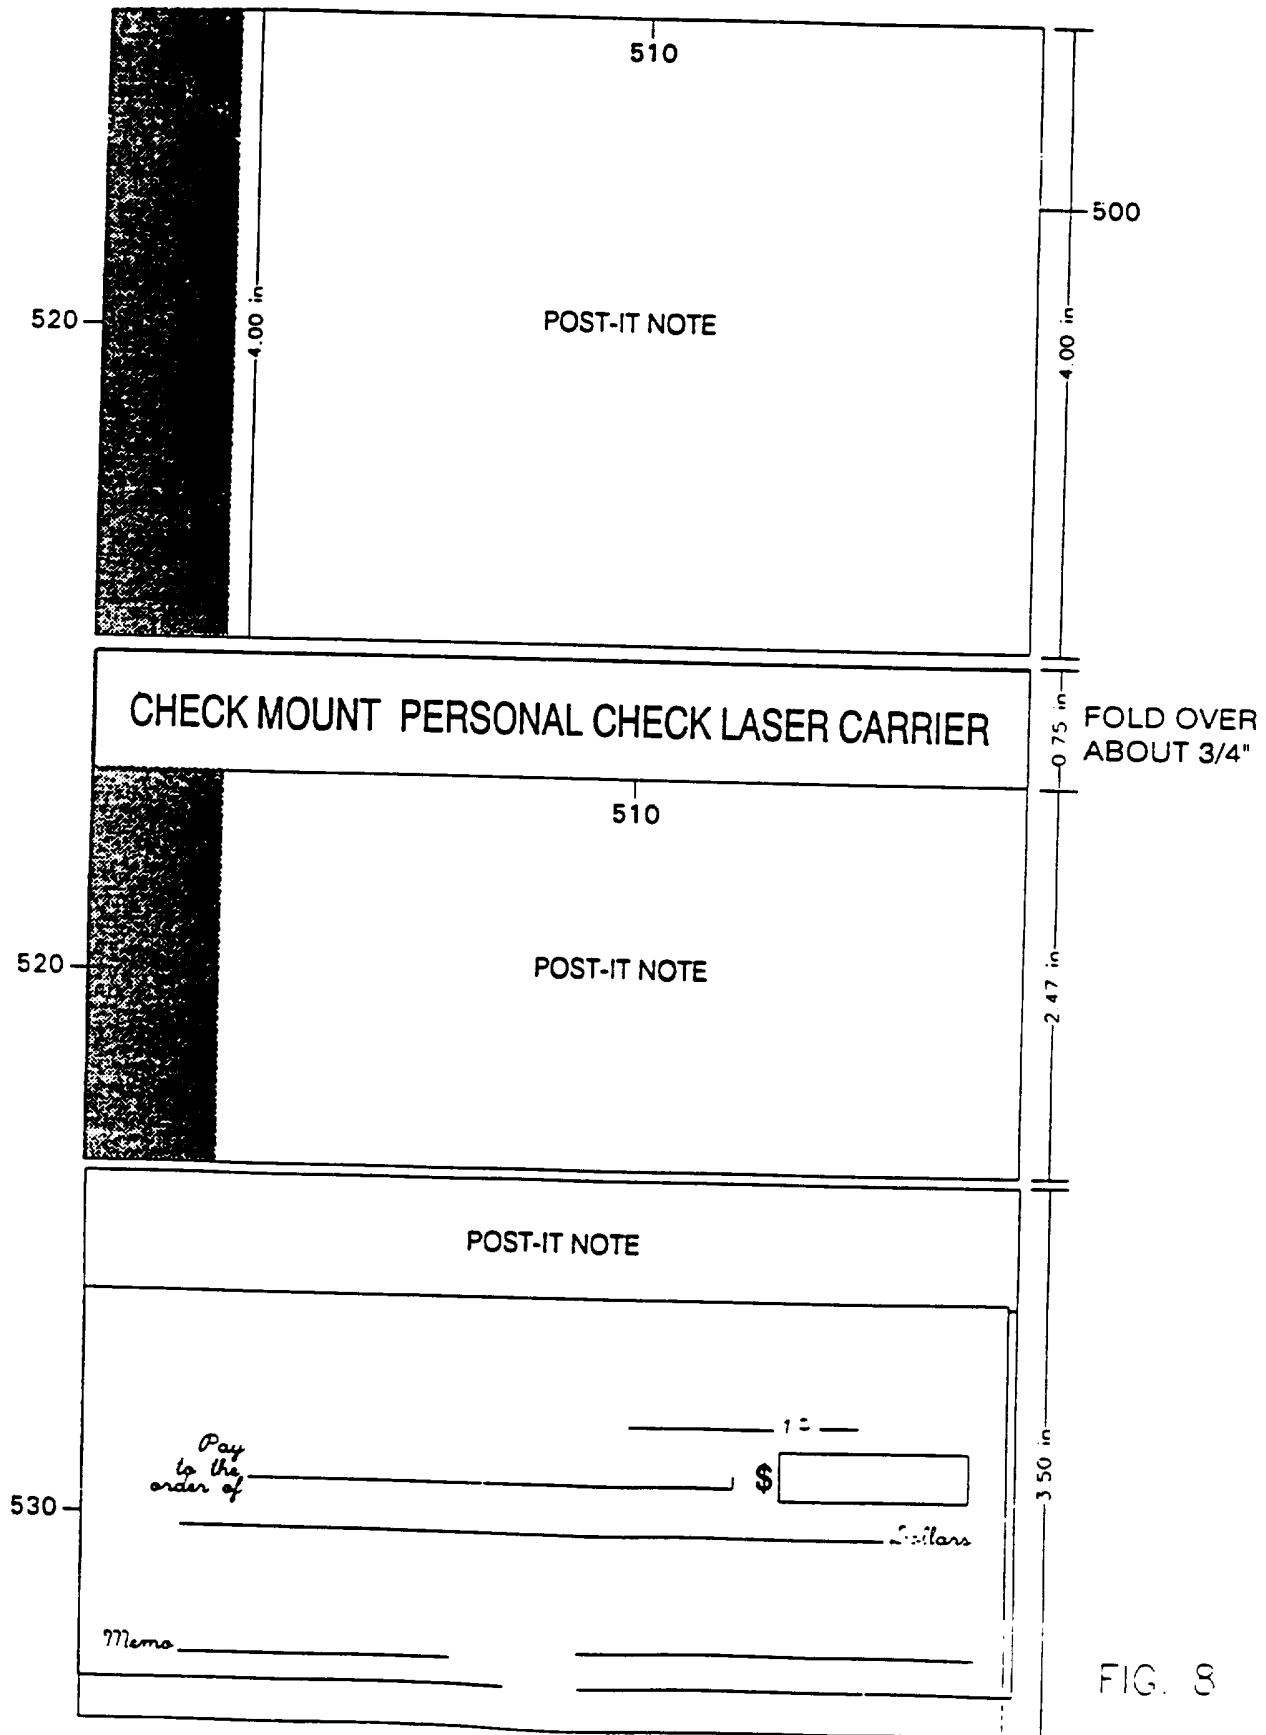 510
500
520
4.00 in
POST-IT NOTE
4.00 in
CHECK MOUNT PERSONAL CHECK LASER CARRIER
0 75 in
FOLD OVER
ABOUT 3/4"
510
520
POST-IT NOTE
2 47 in
POST-IT NOTE
Pay
to the
order of
$
530
3 50 in
Dollars
Memo
FIG. 8